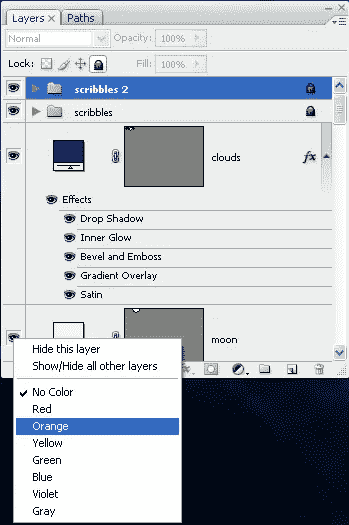 Layers × Paths
Normal Opacity: 100%
Lock: Fill: 100%
scribbles 2
scribbles
clouds fx
Effects
Drop Shadow
Inner Glow
Bevel and Emboss
Gradient Overlay
Satin
moon
fx
Hide this layer
Show/Hide all other layers
✓ No Color
Red
Orange
Yellow
Green
Blue
Violet
Gray